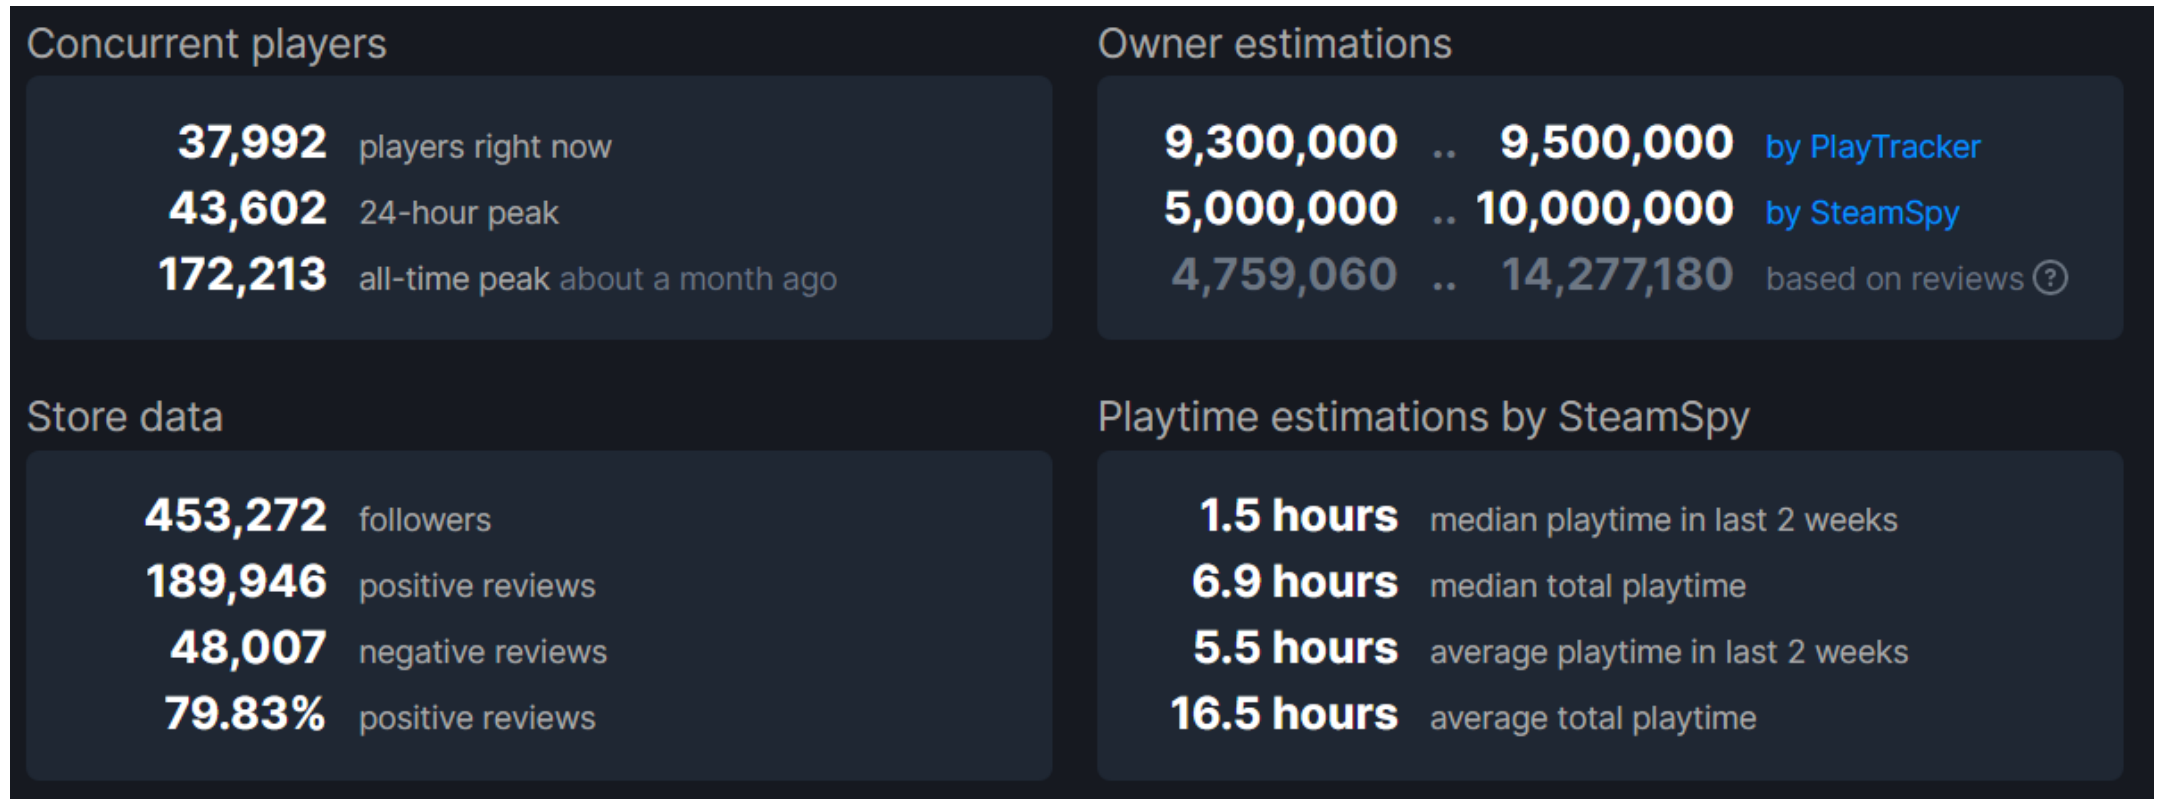 Concurrent players
37,992 players right now
43,602 24-hour peak
172,213 all-time peak about a month ago
Owner estimations
9,300,000 .. 9,500,000 by PlayTracker
5,000,000 .. 10,000,000 by SteamSpy
4,759,060 .. 14,277,180 based on reviews ?
Store data
453,272 followers
189,946 positive reviews
48,007 negative reviews
79.83% positive reviews
Playtime estimations by SteamSpy
1.5 hours median playtime in last 2 weeks
6.9 hours median total playtime
5.5 hours average playtime in last 2 weeks
16.5 hours average total playtime